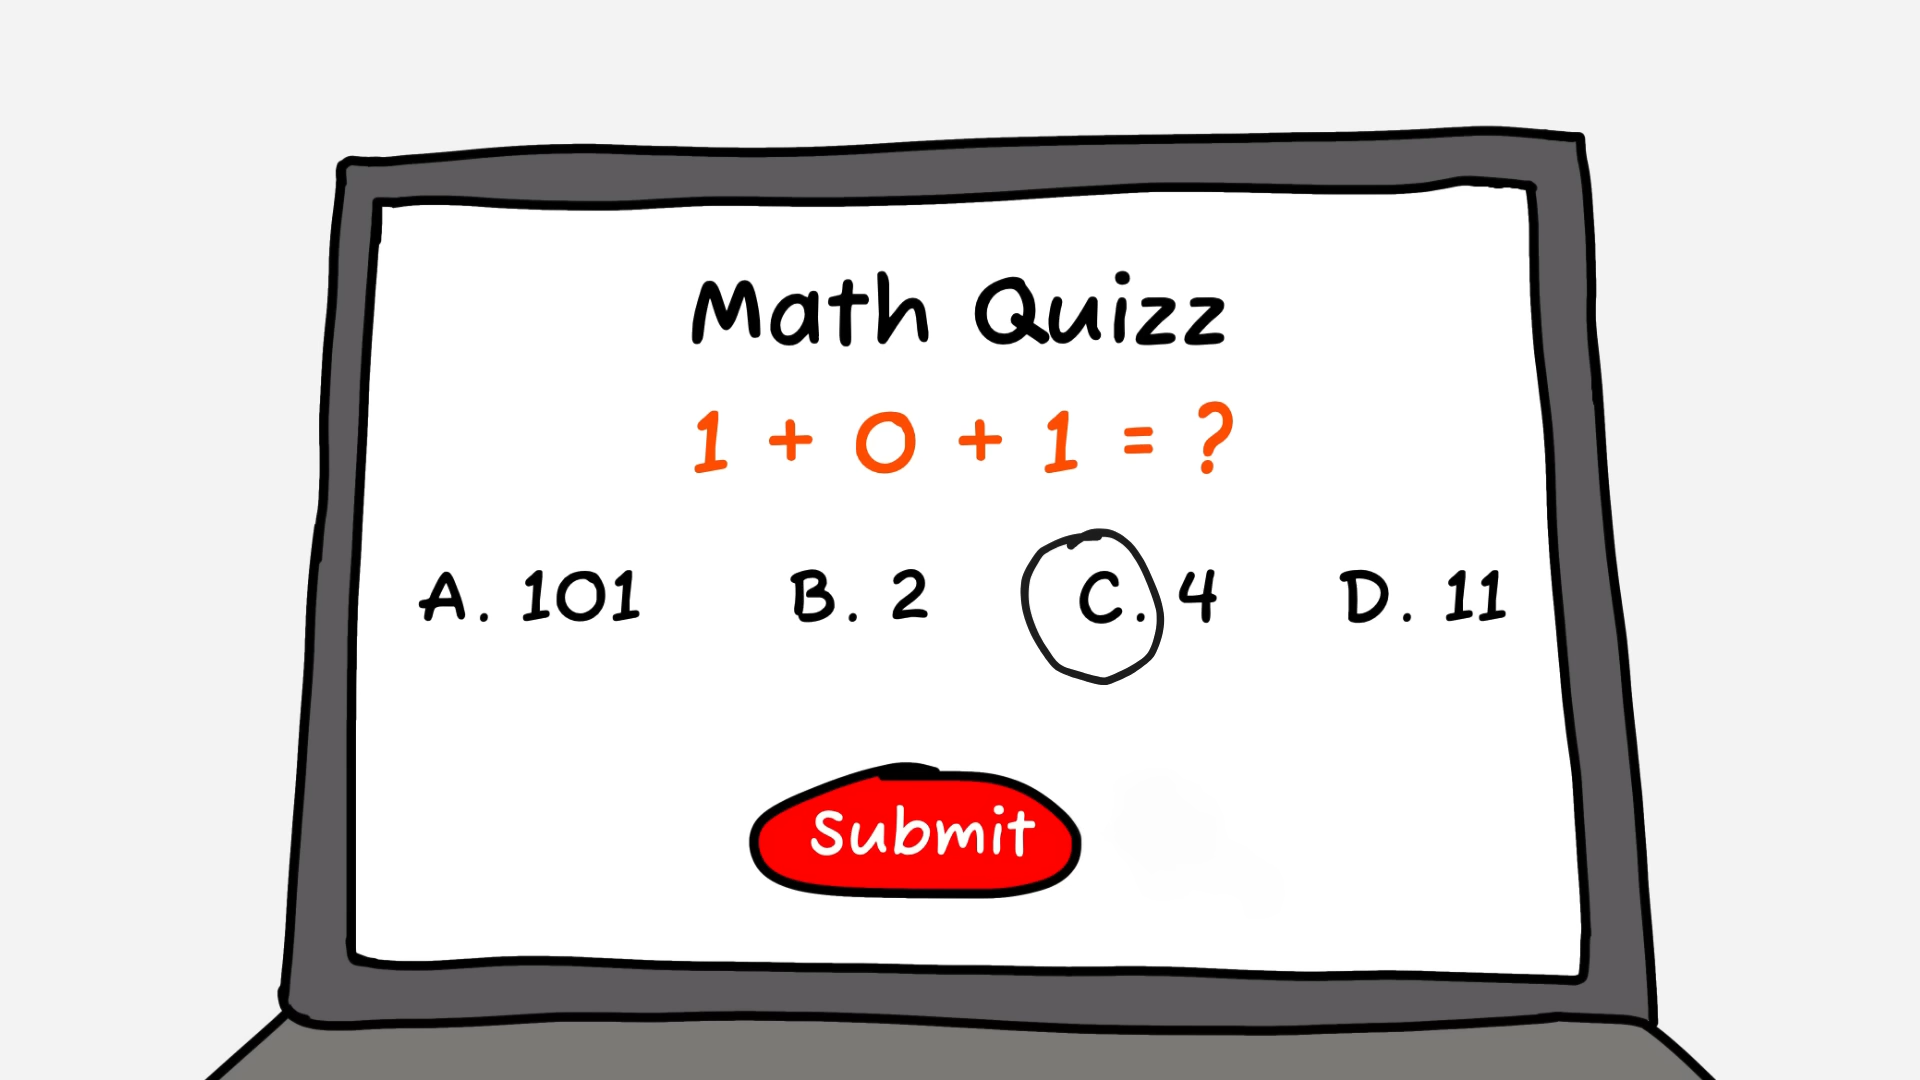 Math Quizz
1 + 0 + 1 = ?
A. 101 B. 2 C. 4 D. 11
Submit